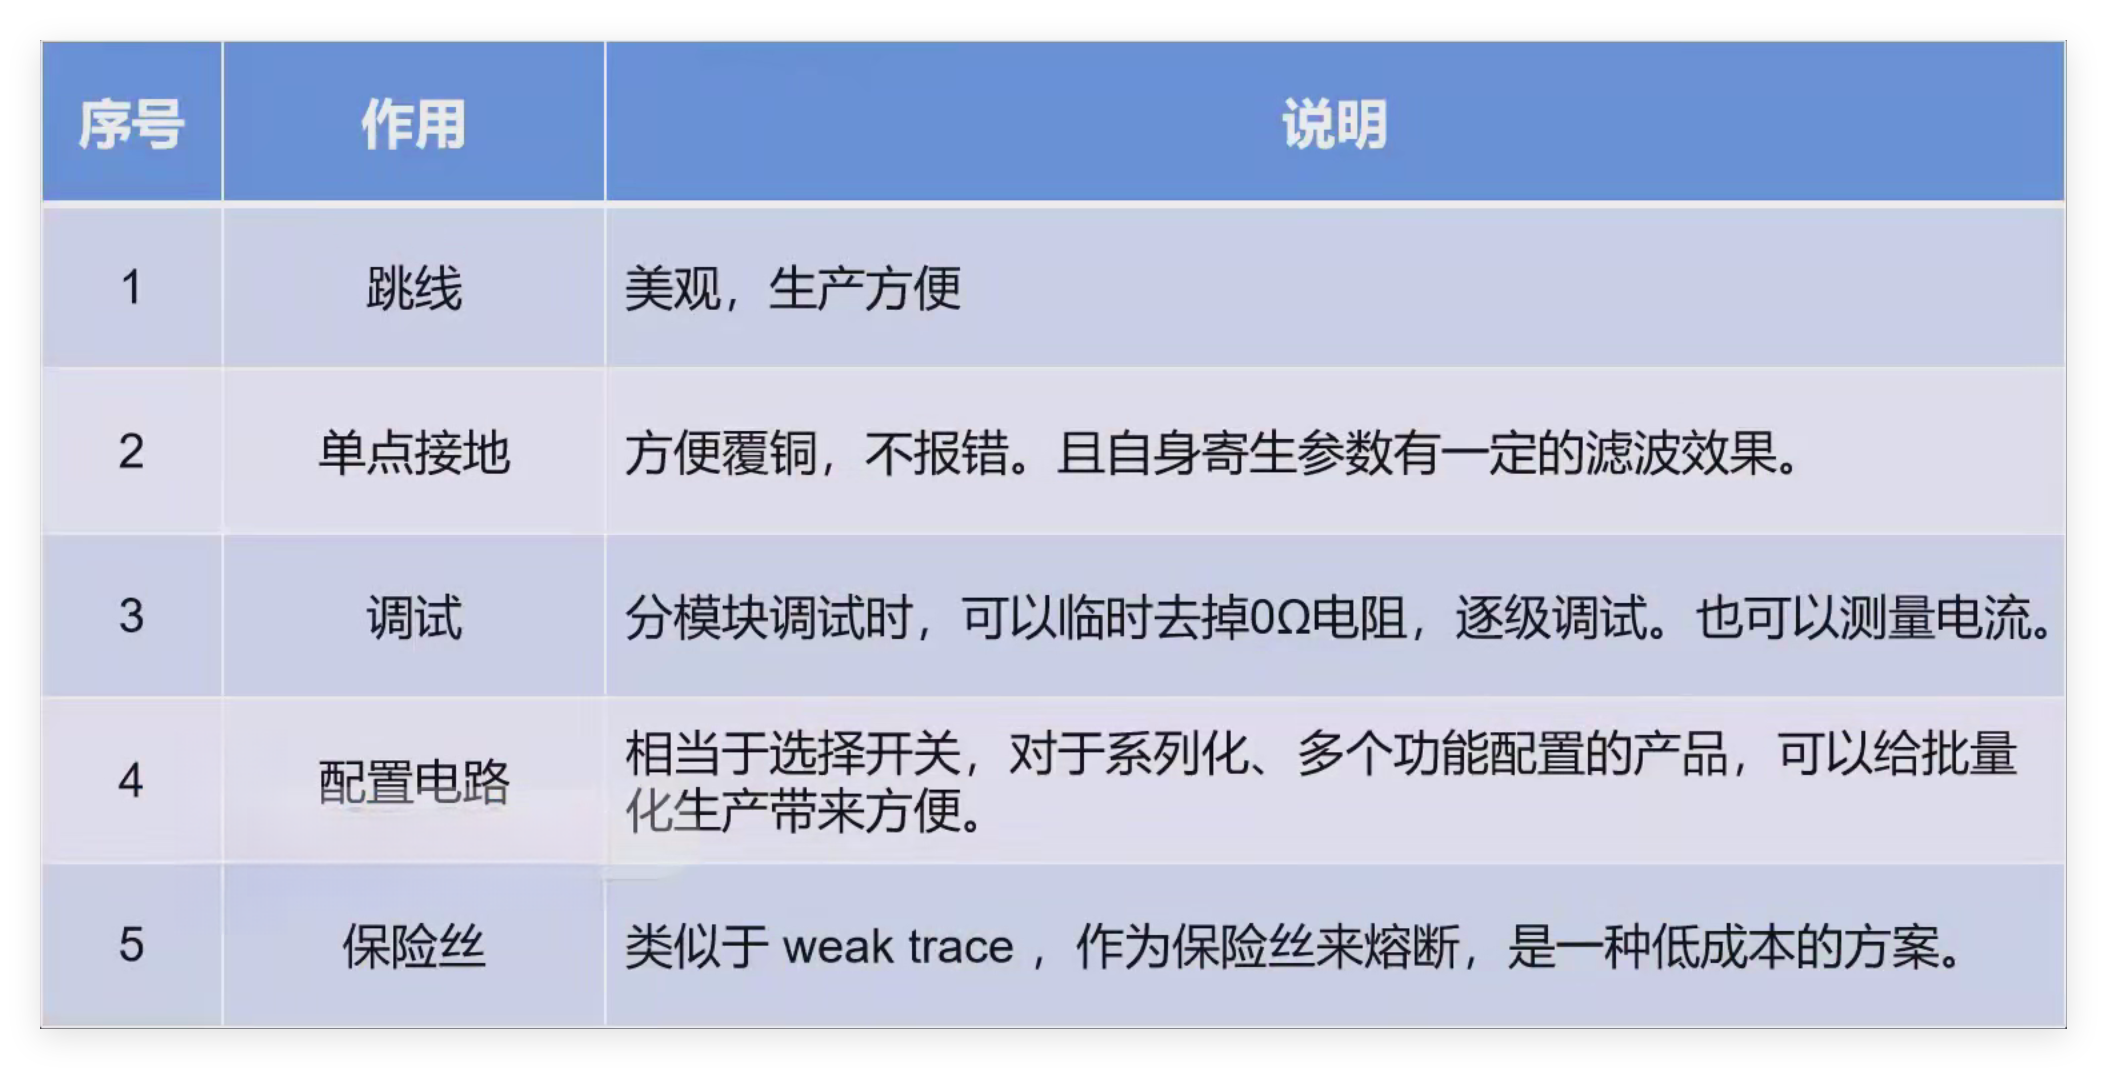 序号 作用 说明
1 跳线 美观，生产方便
2 单点接地 方便覆铜，不报错。且自身寄生参数有一定的滤波效果。
3 调试 分模块调试时，可以临时去掉0Ω电阻，逐级调试。也可以测量电流。
4 配置电路 相当于选择开关，对于系列化、多个功能配置的产品，可以给批量
化生产带来方便。
5 保险丝 类似于 weak trace ，作为保险丝来熔断，是一种低成本的方案。